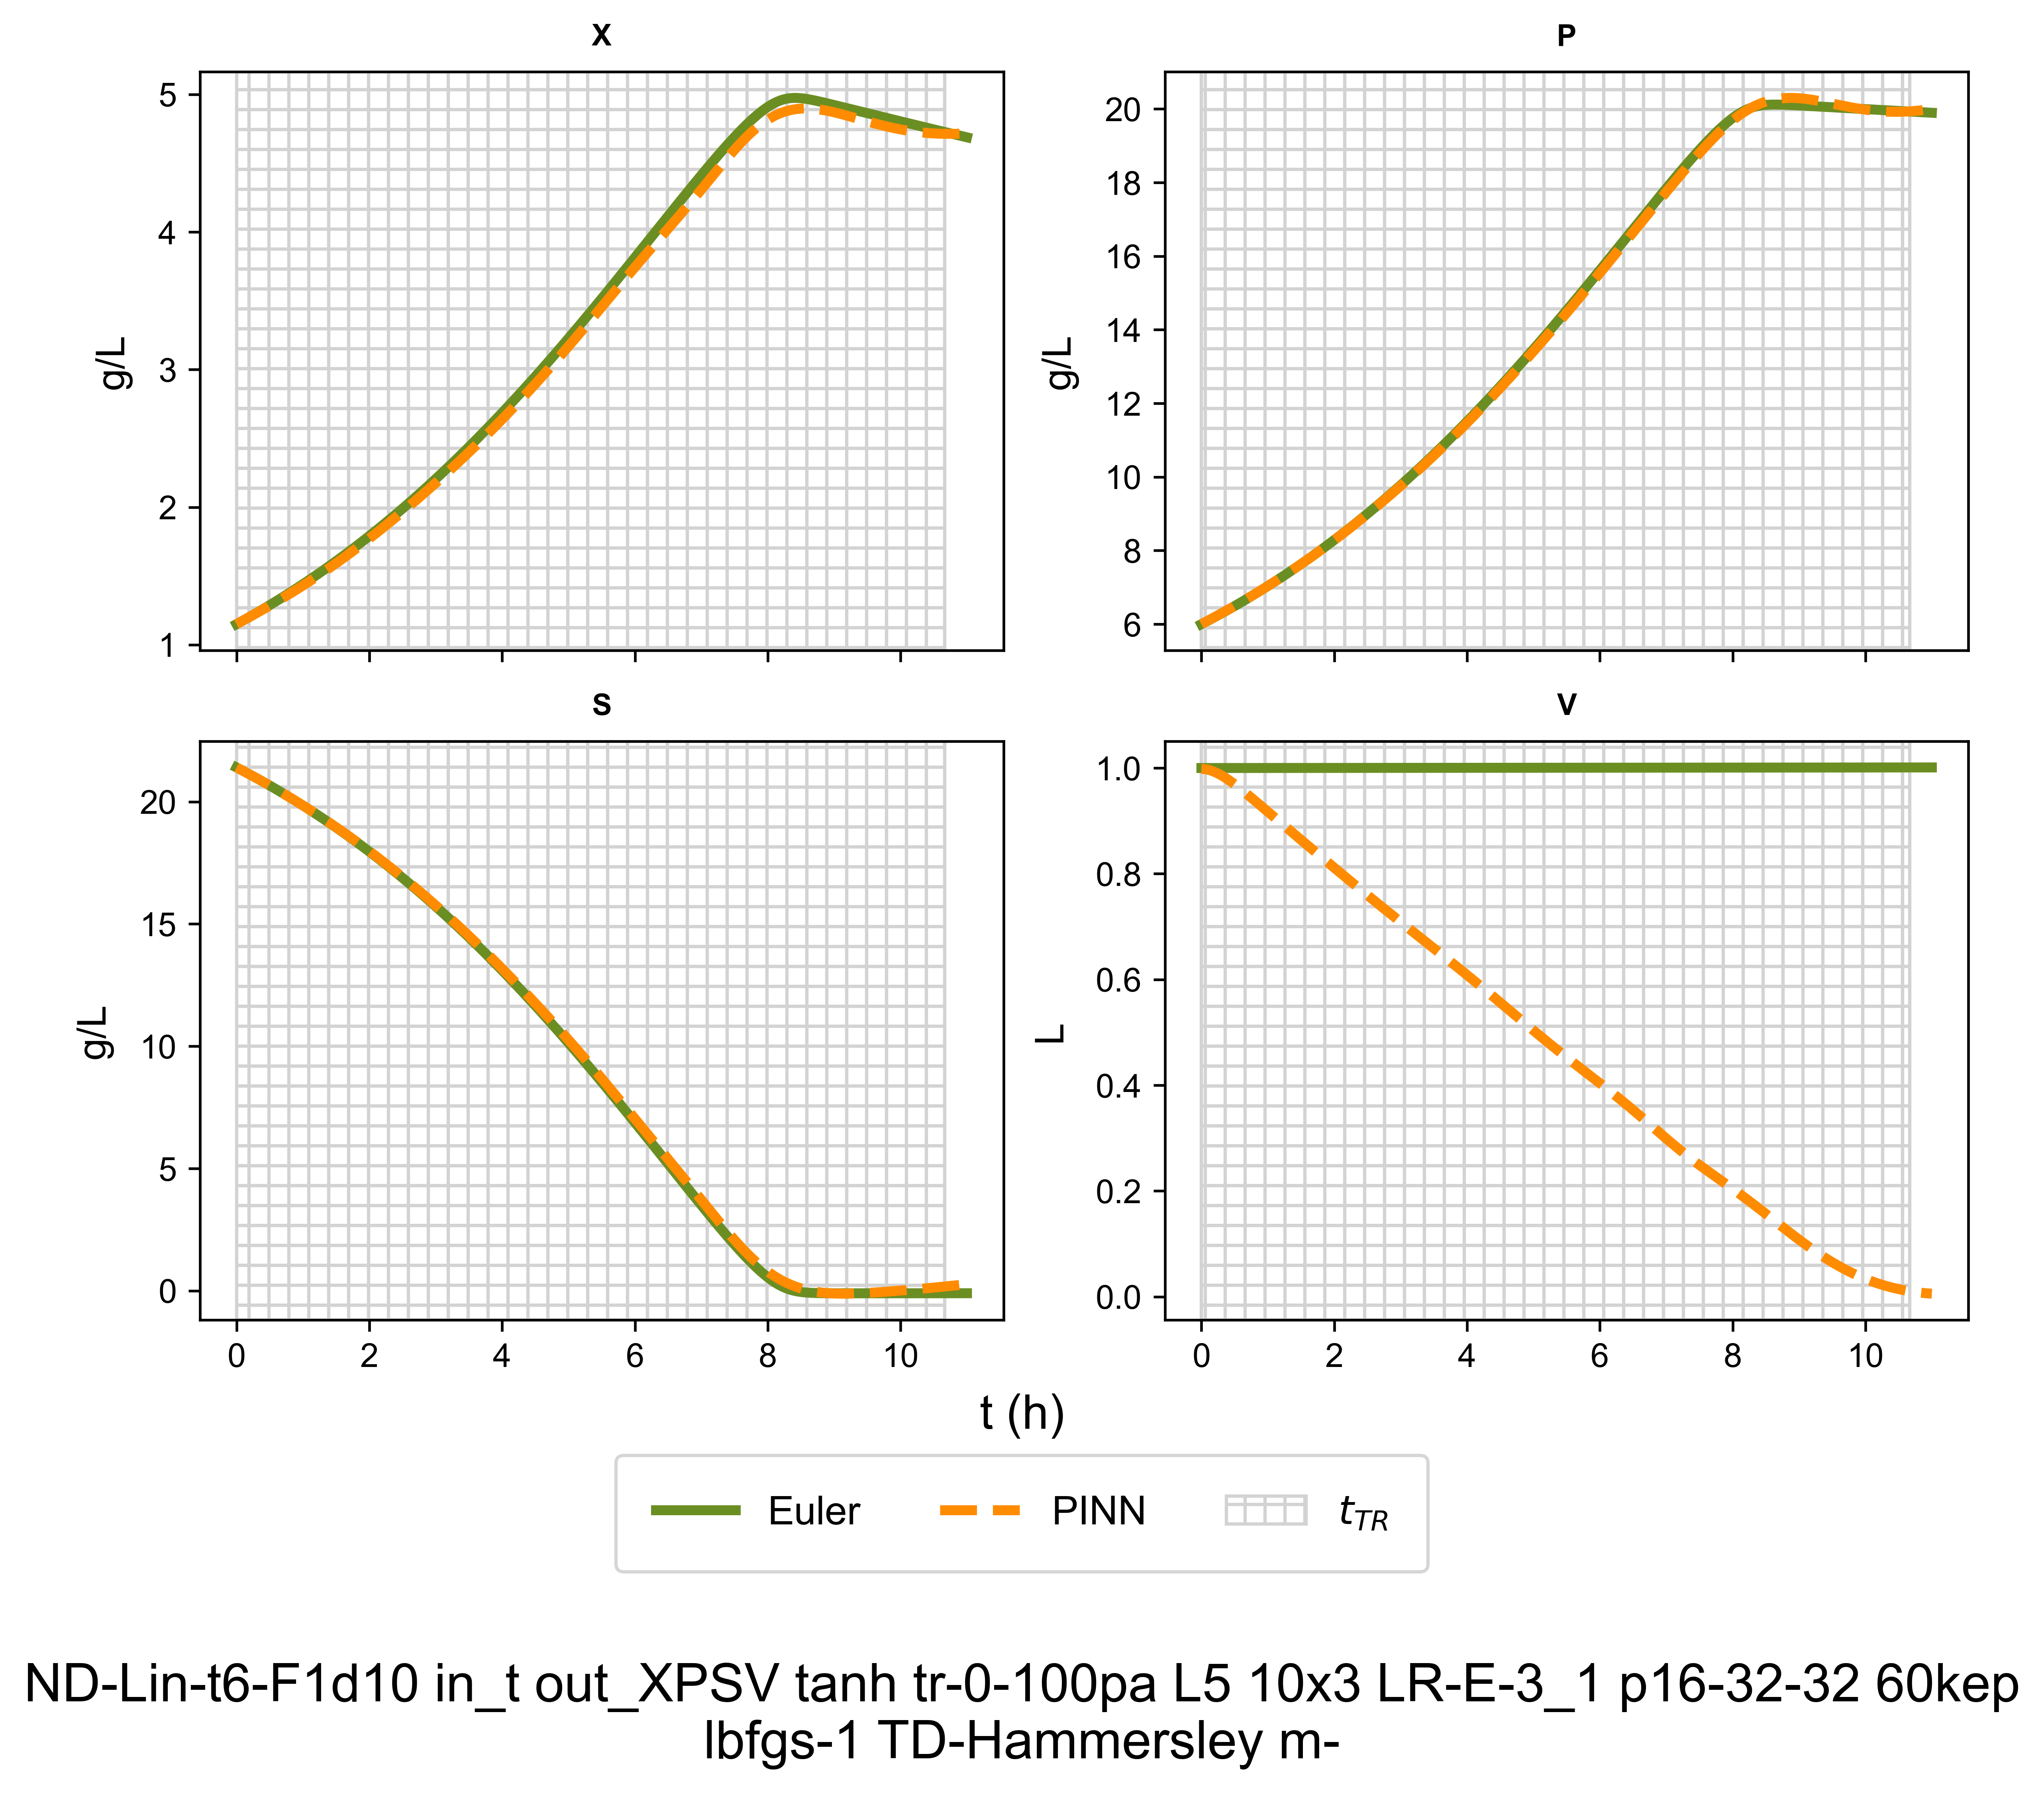 X
P
5
4
3
2
1
g/L
20
18
16
14
12
10
8
6
g/L
S
V
20
15
10
5
0
g/L
1.0
0.8
0.6
0.4
0.2
0.0
L
0 2 4 6 8 10
0 2 4 6 8 10
t (h)
Euler PINN t_TR
ND-Lin-t6-F1d10 in_t out_XPSV tanh tr-0-100pa L5 10x3 LR-E-3_1 p16-32-32 60kep
lbfgs-1 TD-Hammersley m-